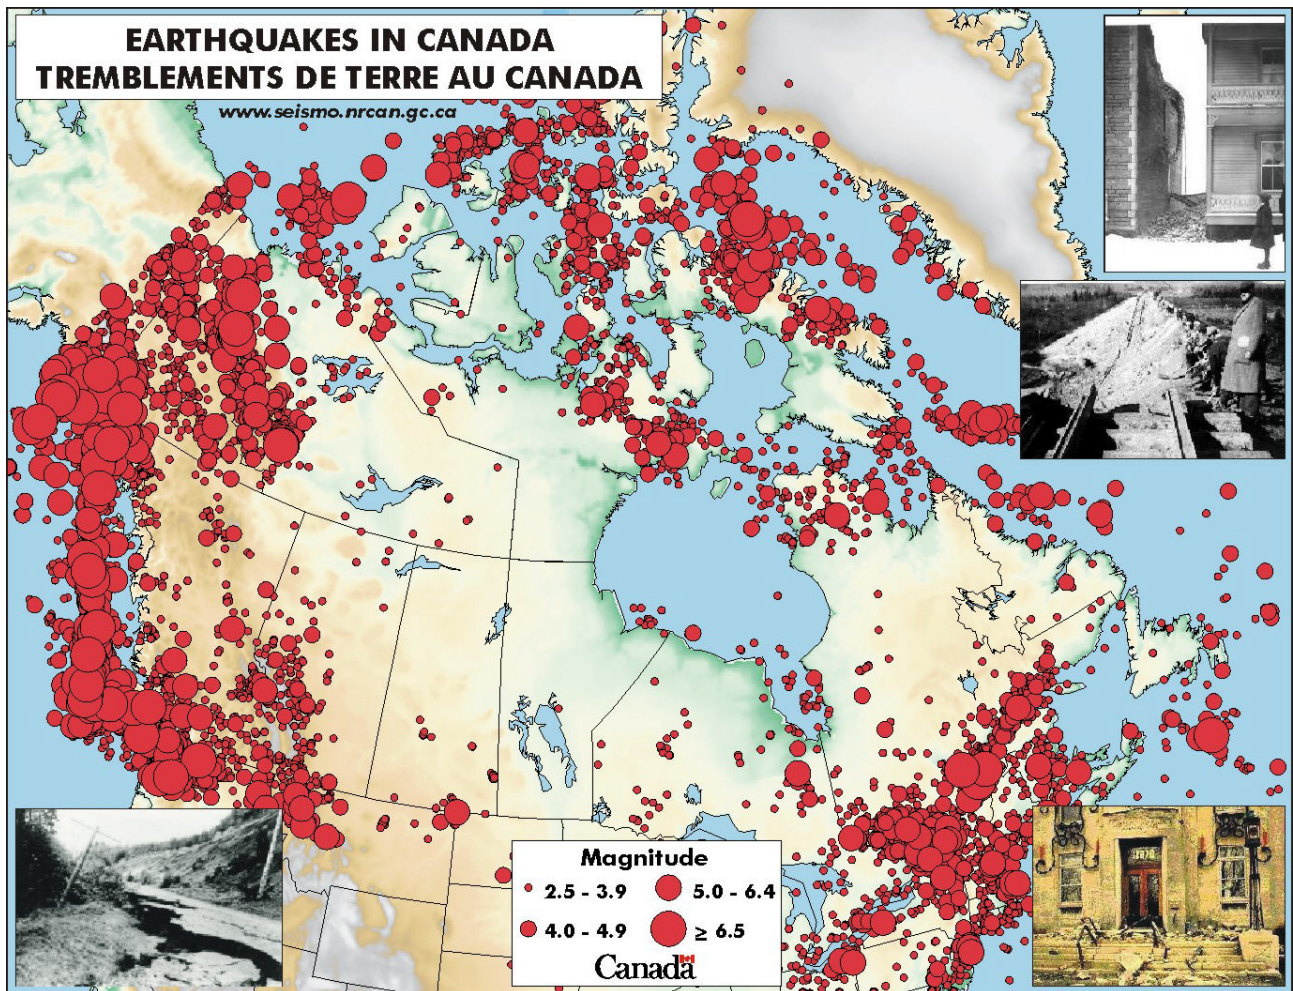 EARTHQUAKES IN CANADA
TREMBLEMENTS DE TERRE AU CANADA
www.seismo.nrcan.gc.ca
Magnitude
2.5 - 3.9
5.0 - 6.4
4.0 - 4.9
≥ 6.5
Canada